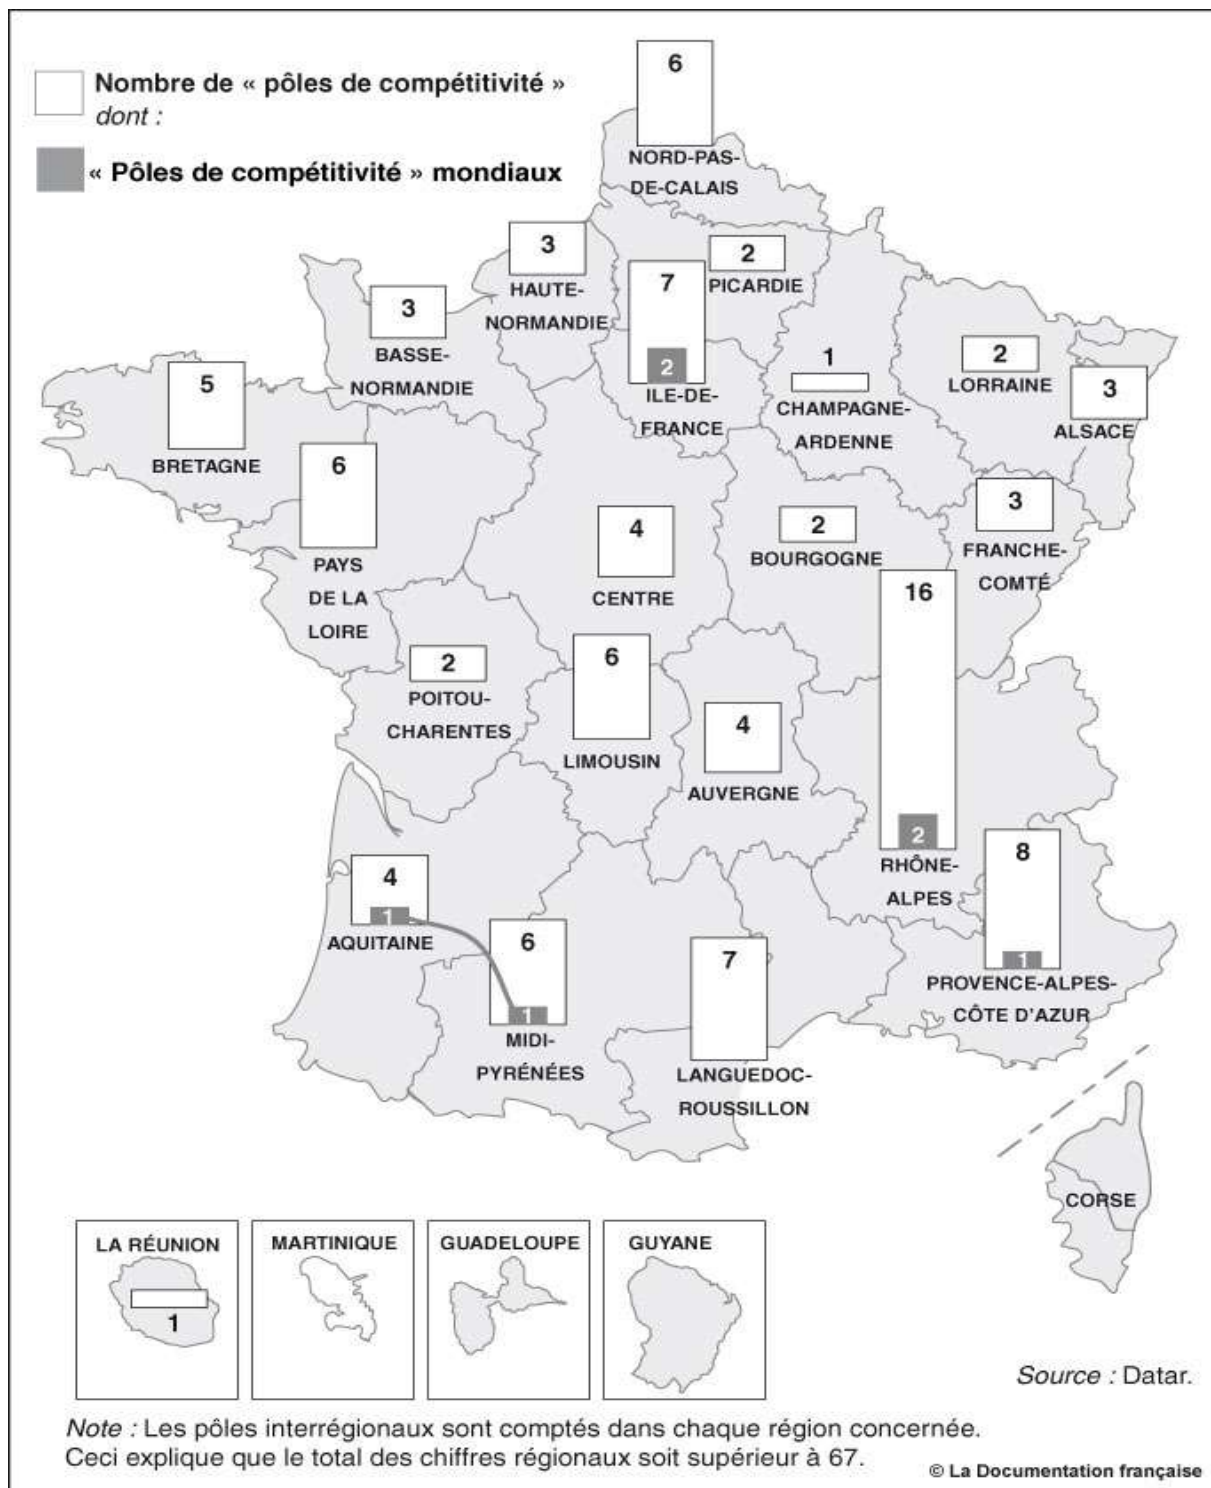 Nombre de « pôles de compétitivité »
dont :
« Pôles de compétitivité » mondiaux
6
NORD-PAS-
DE-CALAIS
3
HAUTE-
NORMANDIE
2
PICARDIE
7
2
ILE-DE-
FRANCE
3
BASSE-
NORMANDIE
1
CHAMPAGNE-
ARDENNE
2
LORRAINE
3
ALSACE
5
BRETAGNE
6
PAYS
DE LA
LOIRE
4
CENTRE
2
BOURGOGNE
3
FRANCHE-
COMTÉ
16
2
RHÔNE-
ALPES
2
POITOU-
CHARENTES
6
LIMOUSIN
4
AUVERGNE
8
1
PROVENCE-ALPES-
CÔTE D'AZUR
4
1
AQUITAINE
6
1
MIDI-
PYRÉNÉES
7
LANGUEDOC-
ROUSSILLON
CORSE
LA RÉUNION
1
MARTINIQUE
GUADELOUPE
GUYANE
Source : Datar.
Note : Les pôles interrégionaux sont comptés dans chaque région concernée.
Ceci explique que le total des chiffres régionaux soit supérieur à 67.
© La Documentation française